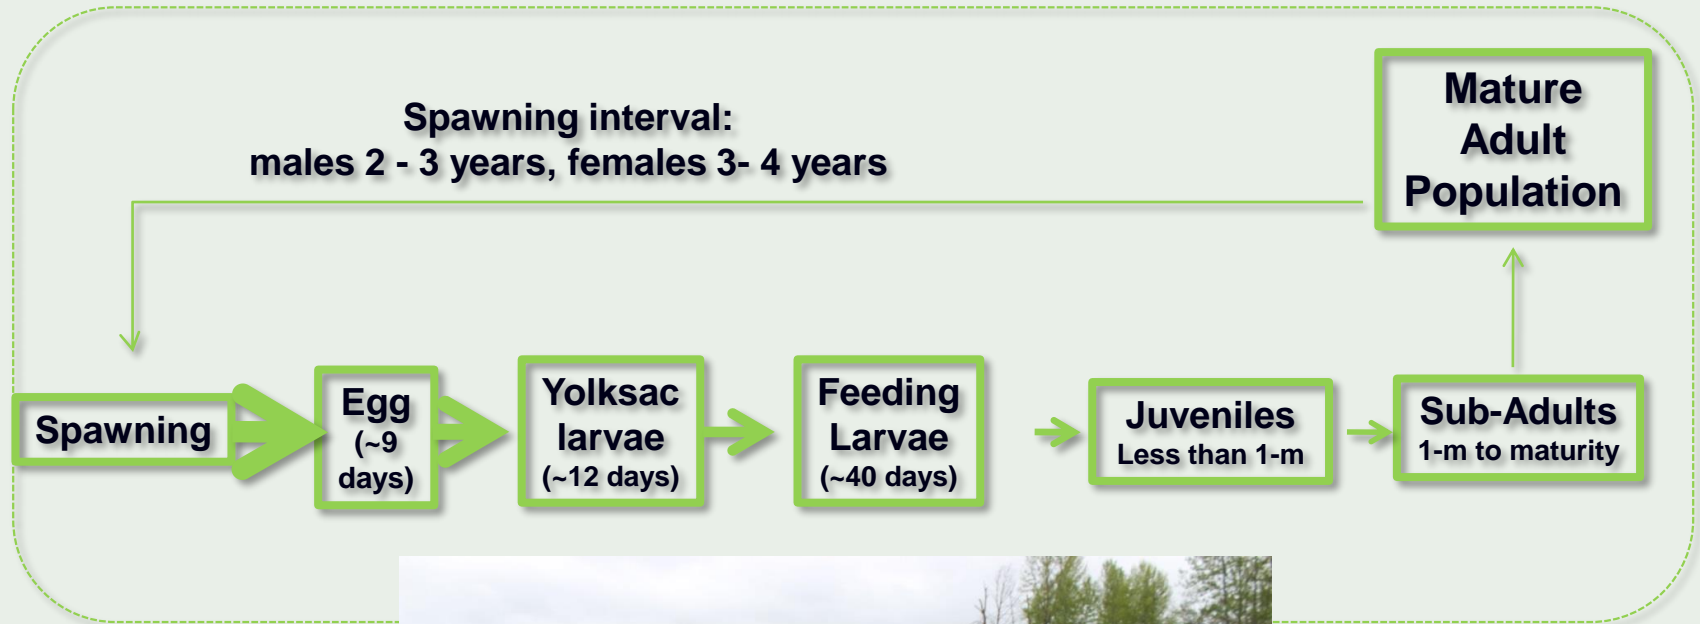 Spawning interval:
males 2 - 3 years, females 3- 4 years
Mature
Adult
Population
Spawning
Egg
(~9
days)
Yolksac
larvae
(~12 days)
Feeding
Larvae
(~40 days)
Juveniles
Less than 1-m
Sub-Adults
1-m to maturity